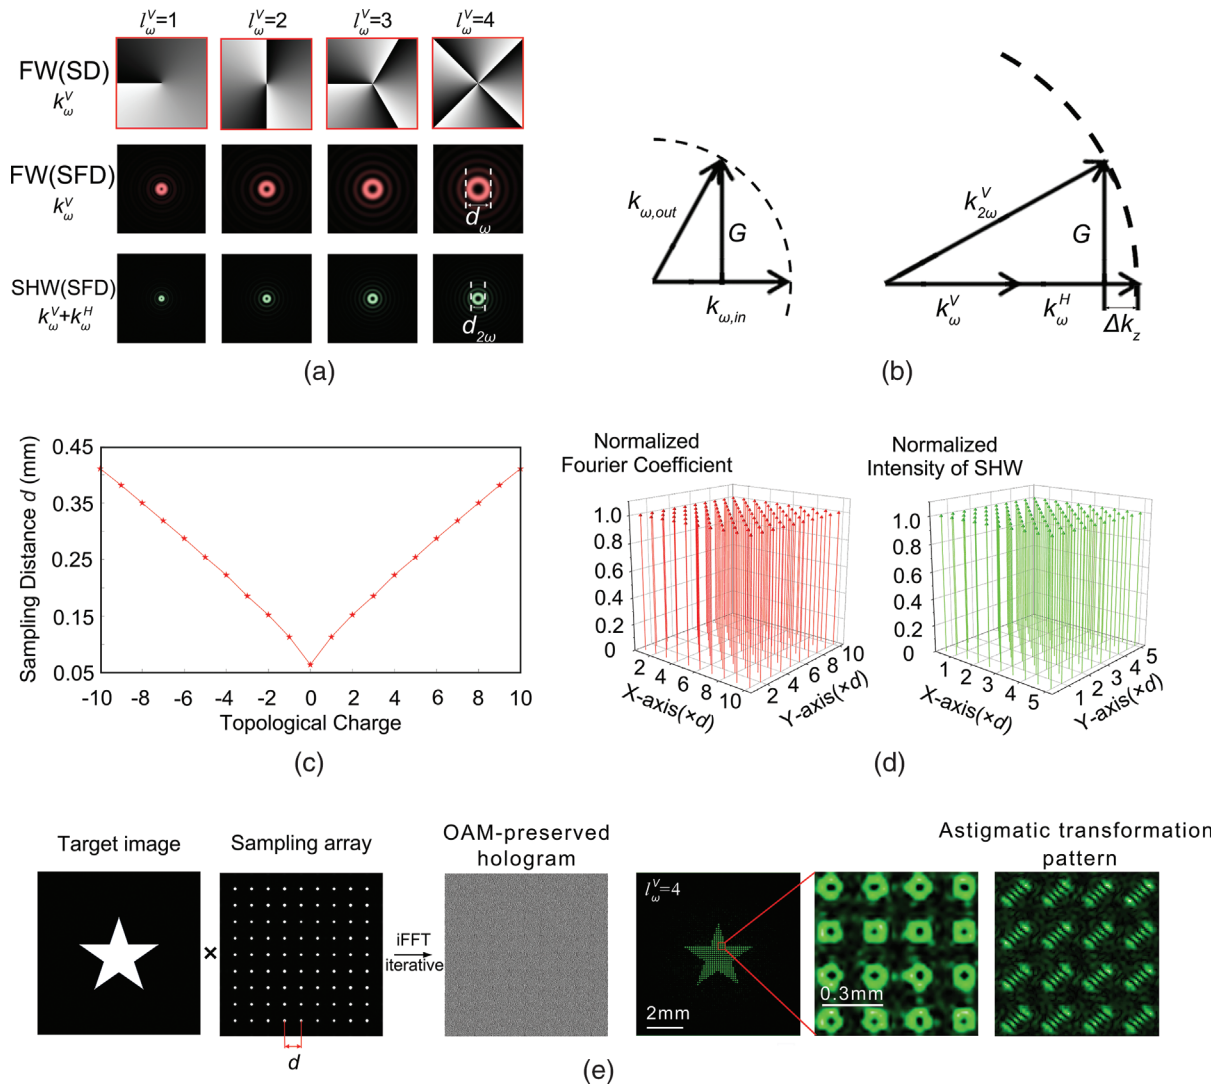 l_ω^V=1 l_ω^V=2 l_ω^V=3 l_ω^V=4
FW(SD)
k_ω^V
FW(SFD)
k_ω^V
d_ω
SHW(SFD)
k_ω^V+k_ω^H
d_2ω
(a)
k_ω,out
G
k_ω,in
k_2ω^V
G
k_ω^V
k_ω^H
Δk_z
(b)
Sampling Distance d (mm)
0.45
0.35
0.25
0.15
0.05
-10 -8 -6 -4 -2 0 2 4 6 8 10
Topological Charge
(c)
Normalized
Fourier Coefficient
1.0
0.8
0.6
0.4
0.2
0
2 4 6 8 10
X-axis(×d)
2 4 6 8 10
Y-axis(×d)
Normalized
Intensity of SHW
1.0
0.8
0.6
0.4
0.2
0
1 2 3 4 5
X-axis(×d)
1 2 3 4 5
Y-axis(×d)
(d)
Target image
×
Sampling array
d
iFFT
iterative
OAM-preserved
hologram
l_ω^V=4
2mm
0.3mm
Astigmatic transformation
pattern
(e)